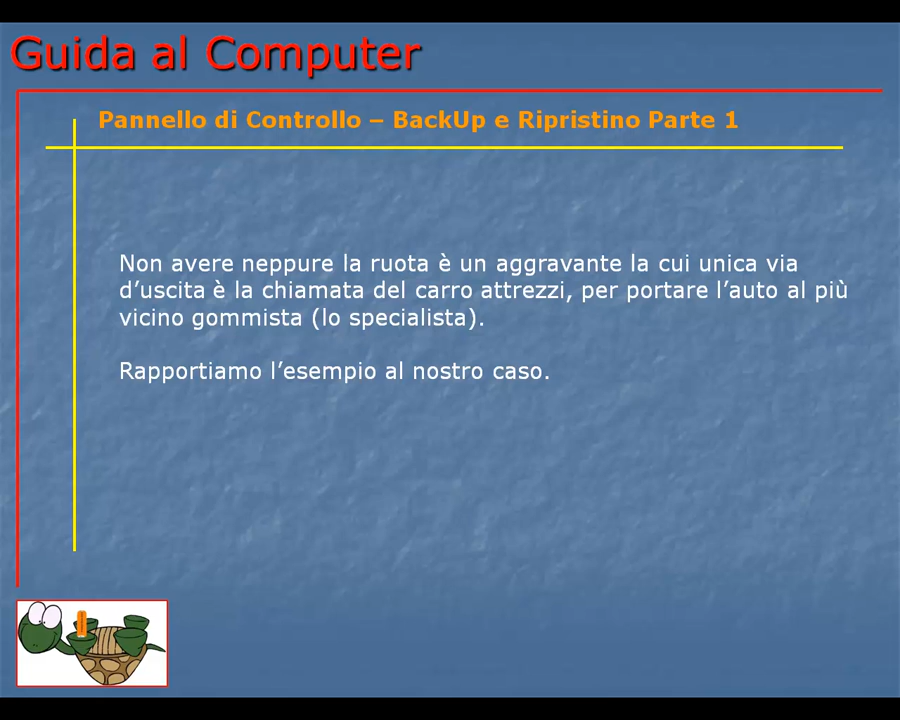 Guida al Computer
Pannello di Controllo – BackUp e Ripristino Parte 1
Non avere neppure la ruota è un aggravante la cui unica via
d’uscita è la chiamata del carro attrezzi, per portare l’auto al più
vicino gommista (lo specialista).
Rapportiamo l’esempio al nostro caso.